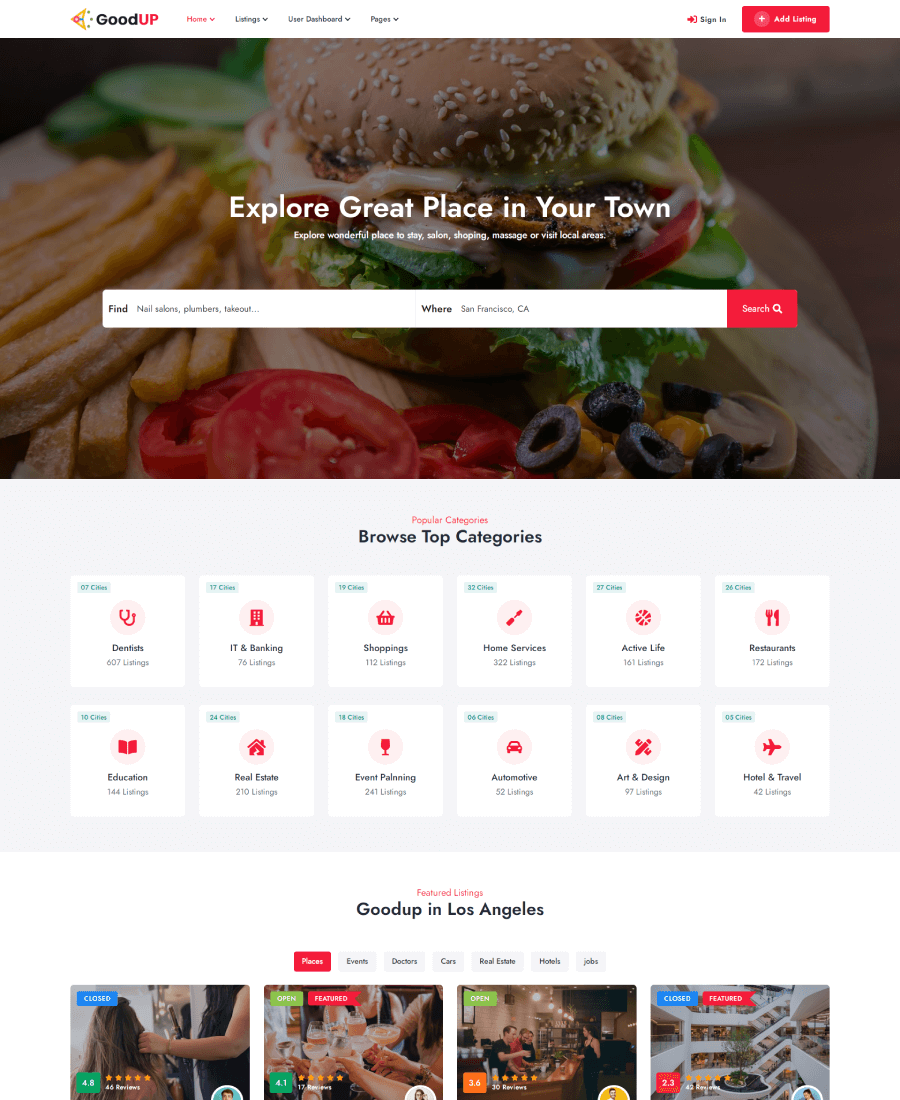 GoodUP
Home Listings User Dashboard Pages Sign In + Add Listing
Explore Great Place in Your Town
Explore wonderful place to stay, salon, shoping, massage or visit local areas.
Find Nail salons, plumbers, takeout... Where San Francisco, CA Search
Popular Categories
Browse Top Categories
07 Cities 17 Cities 19 Cities 32 Cities 27 Cities 26 Cities
Dentists IT & Banking Shoppings Home Services Active Life Restaurants
607 Listings 76 Listings 112 Listings 322 Listings 161 Listings 172 Listings
10 Cities 24 Cities 18 Cities 06 Cities 08 Cities 05 Cities
Education Real Estate Event Palnning Automotive Art & Design Hotel & Travel
144 Listings 210 Listings 241 Listings 52 Listings 97 Listings 42 Listings
Featured Listings
Goodup in Los Angeles
Places Events Doctors Cars Real Estate Hotels jobs
CLOSED OPEN FEATURED OPEN CLOSED FEATURED
4.8 46 Reviews 4.1 17 Reviews 3.6 30 Reviews 2.3 42 Reviews